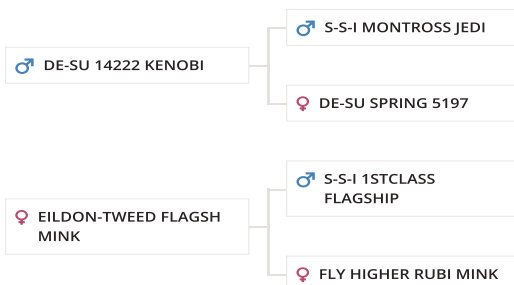 S-S-I MONTROSS JEDI
DE-SU 14222 KENOBI
DE-SU SPRING 5197
S-S-I 1STCLASS
FLAGSHIP
EILDON-TWEED FLAGSH
MINK
FLY HIGHER RUBI MINK